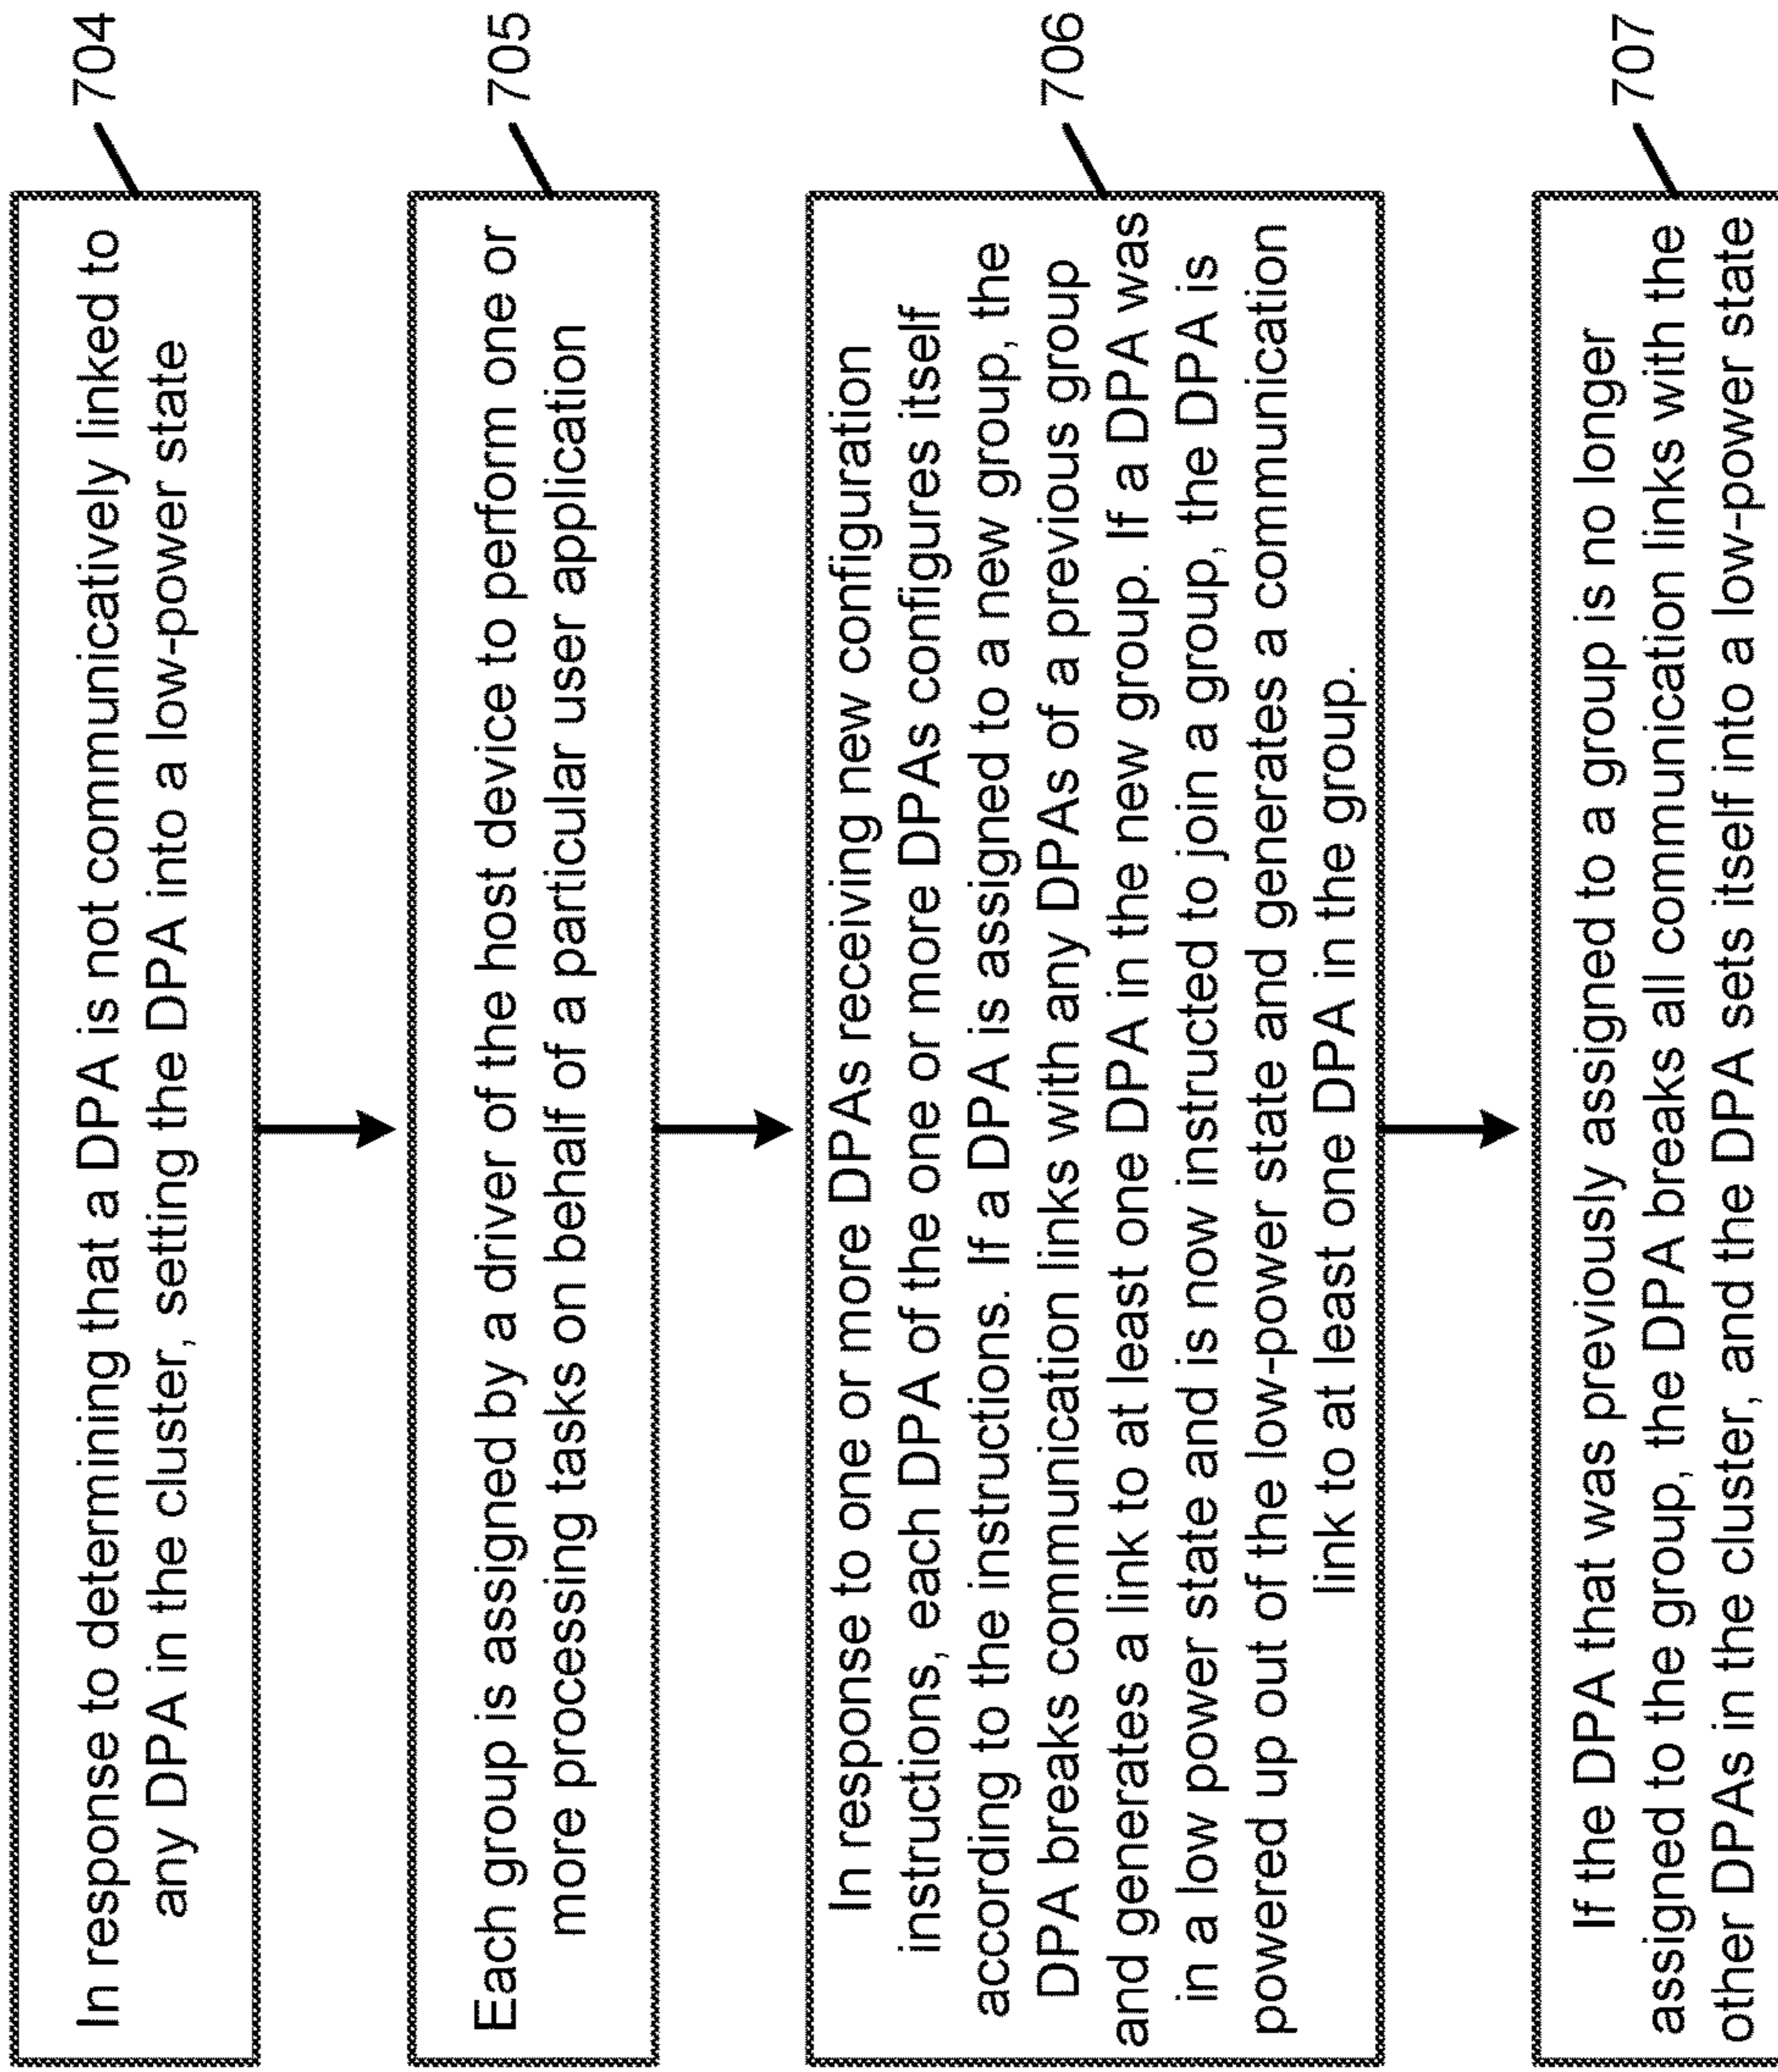 In response to determining that a DPA is not communicatively linked to
any DPA in the cluster, setting the DPA into a low-power state
704
Each group is assigned by a driver of the host device to perform one or
more processing tasks on behalf of a particular user application
705
In response to one or more DPAs receiving new configuration
instructions, each DPA of the one or more DPAs configures itself
according to the instructions. If a DPA is assigned to a new group, the
DPA breaks communication links with any DPAs of a previous group
and generates a link to at least one DPA in the new group. If a DPA was
in a low power state and is now instructed to join a group, the DPA is
powered up out of the low-power state and generates a communication
link to at least one DPA in the group.
706
If the DPA that was previously assigned to a group is no longer
assigned to the group, the DPA breaks all communication links with the
other DPAs in the cluster, and the DPA sets itself into a low-power state
707